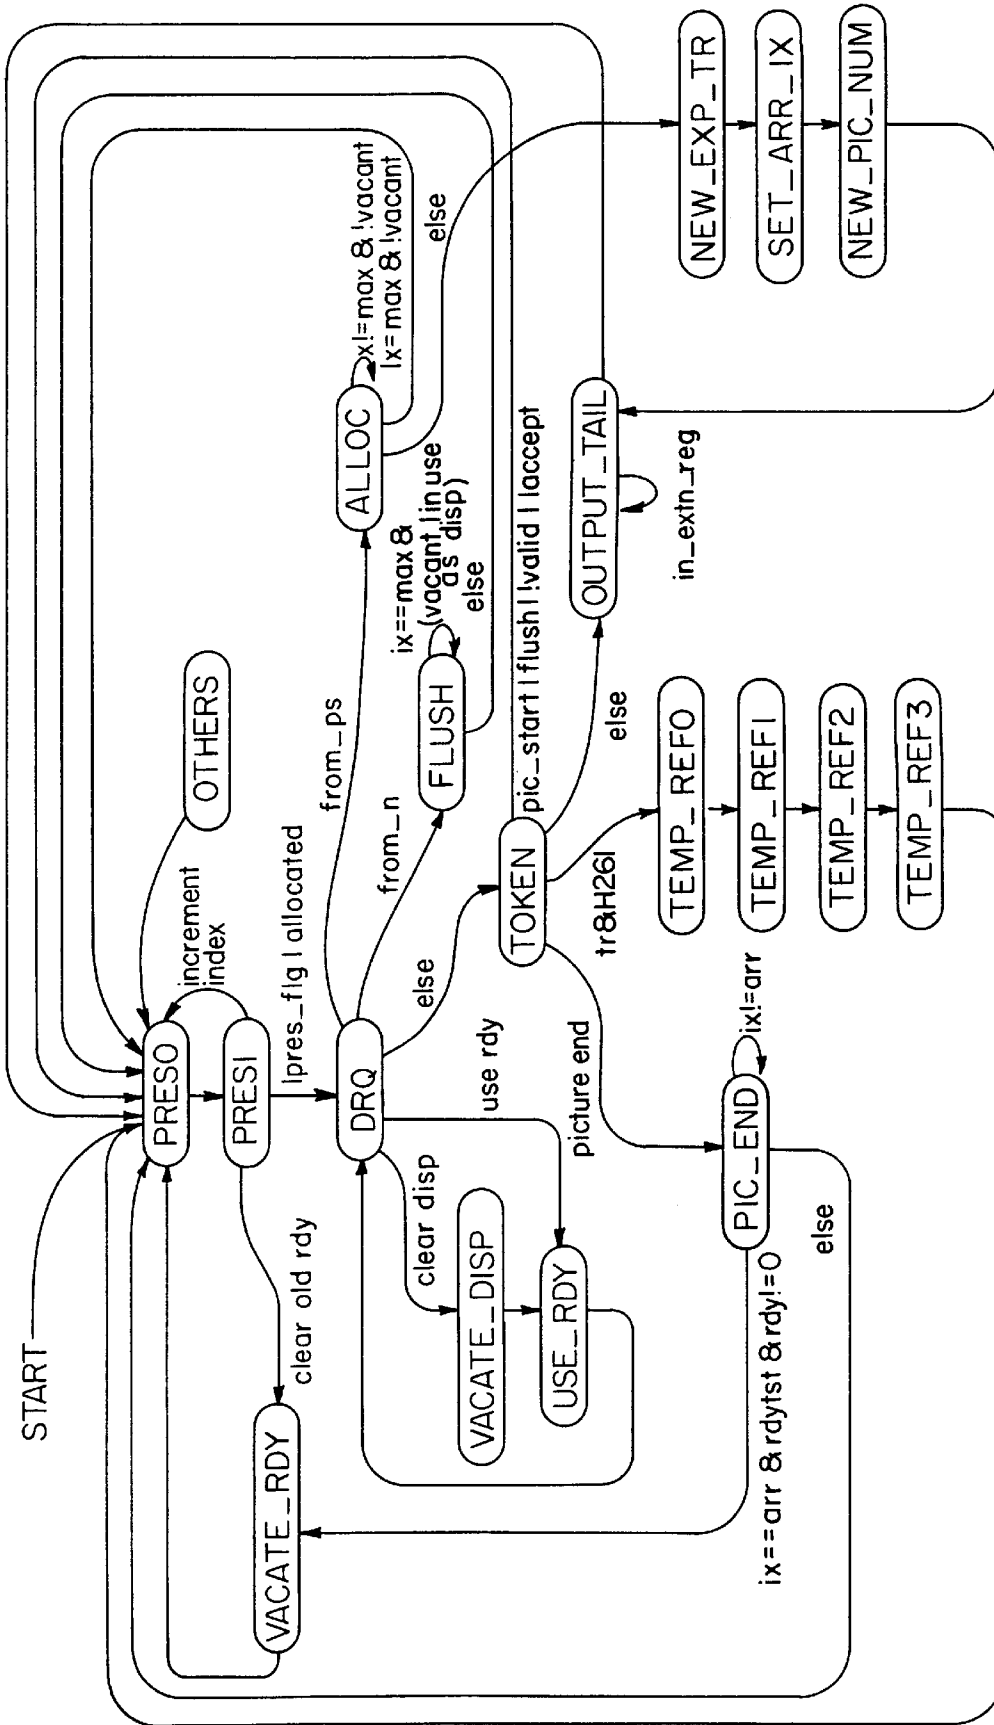 START
PRES0
OTHERS
increment
index
PRES1
!pres_flg | allocated
clear old rdy
VACATE_RDY
DRQ
from_ps
ALLOC
x!=max & !vacant
ix=max & !vacant
else
from_n
FLUSH
ix==max &
(vacant | in use
as disp)
else
else
clear disp
use rdy
VACATE_DISP
USE_RDY
TOKEN
pic_start | flush | !valid | !accept
picture end
tr&H261
else
OUTPUT_TAIL
in_extn_reg
PIC_END
ix!=arr
ix==arr & rdytst & rdy!=0
else
TEMP_REF0
TEMP_REF1
TEMP_REF2
TEMP_REF3
NEW_EXP_TR
SET_ARR_IX
NEW_PIC_NUM